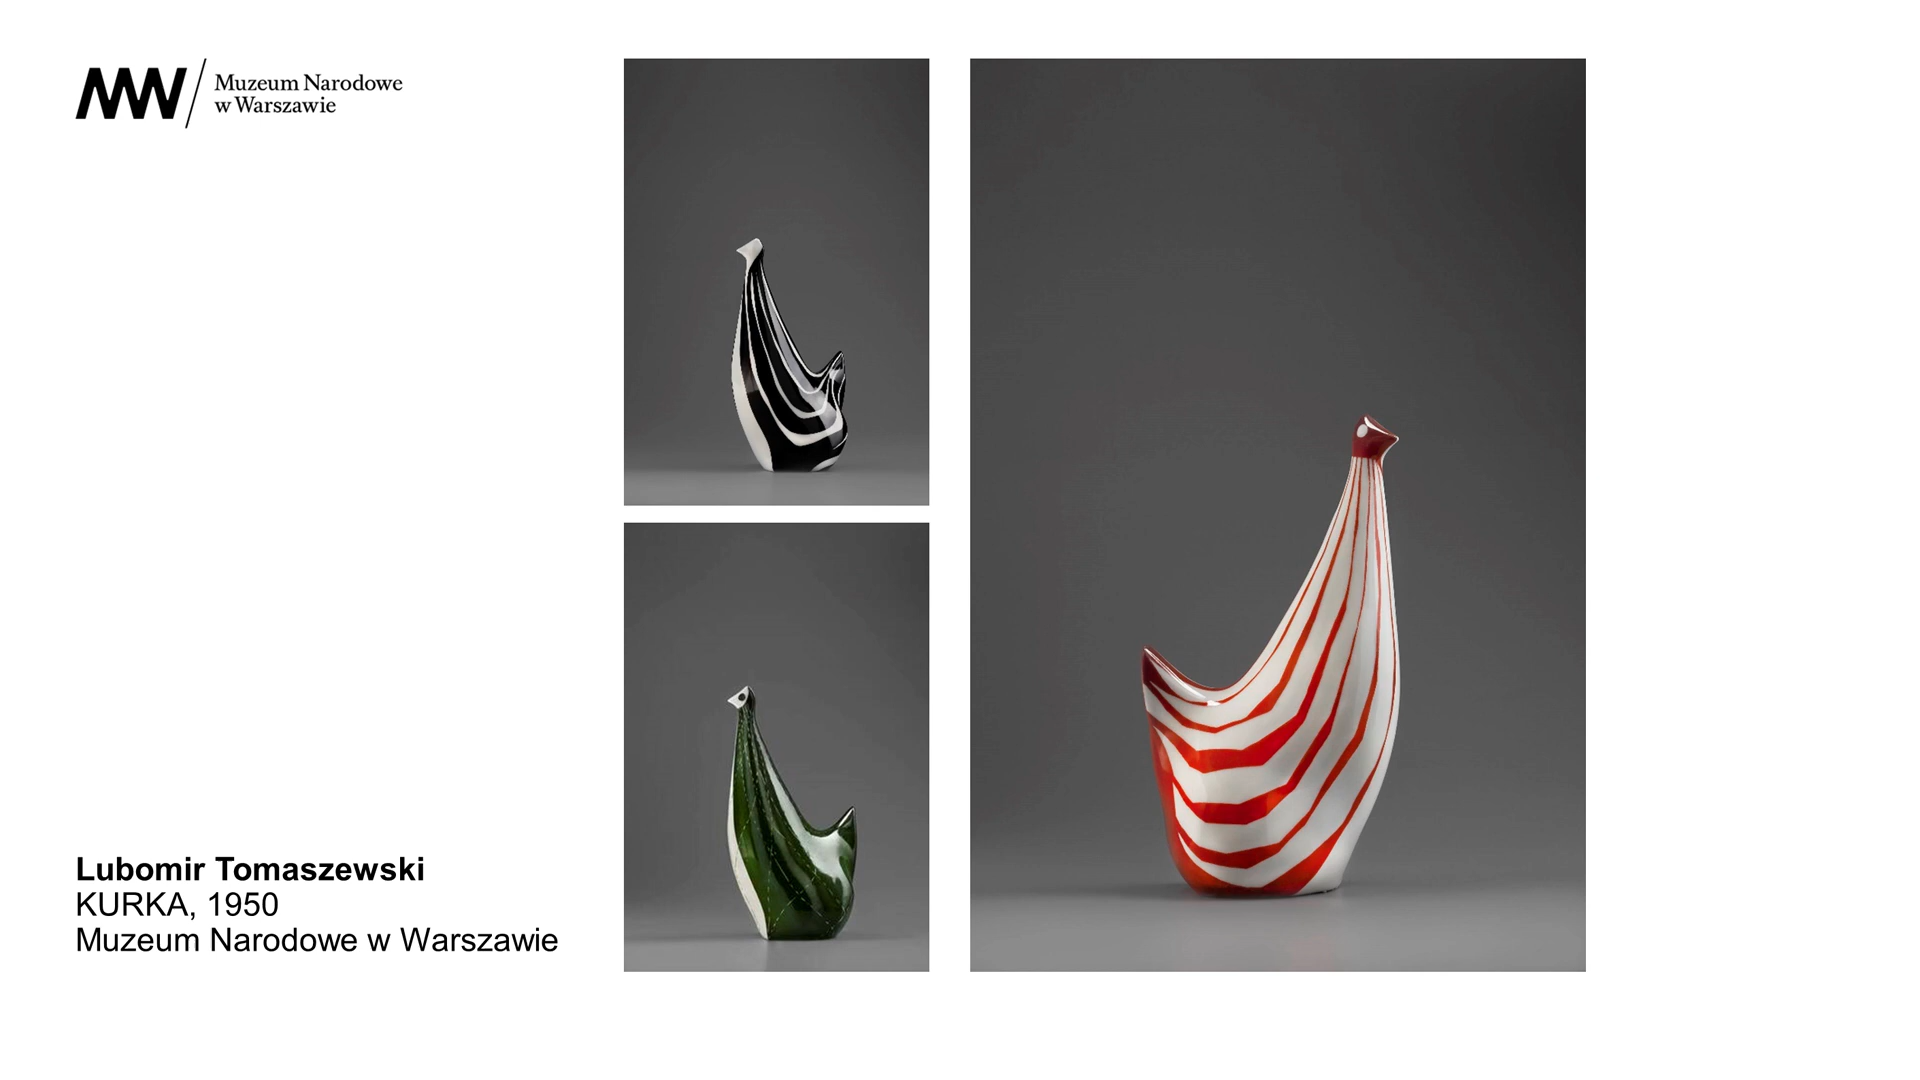 MNW
Muzeum Narodowe
w Warszawie
Lubomir Tomaszewski
KURKA, 1950
Muzeum Narodowe w Warszawie